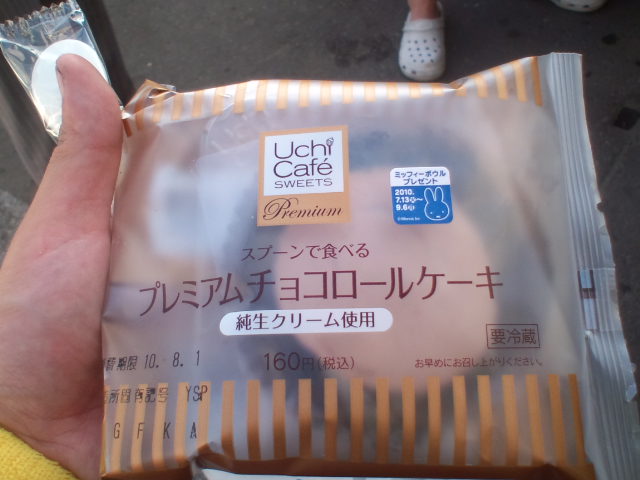 Uchi
Café
SWEETS
Premium
ミッフィーボウル
プレゼント
2010.
7.13(火)〜
9.6(月)
スプーンで食べる
プレミアムチョコロールケーキ
純生クリーム使用
要冷蔵
期限 10.-8.1
160円(税込)
お早めにお召し上がりください。
固有記号 YSP
G F K A